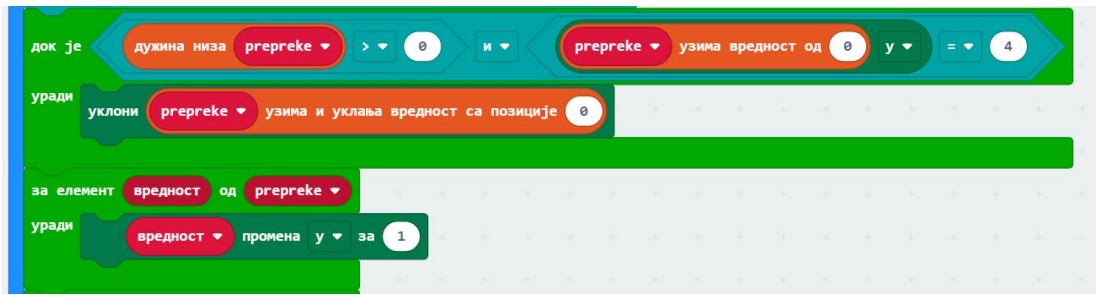 док је дужина низа prepreke > 0 и prepreke узима вредност од 0 y = 4
уради
уклони prepreke узима и уклања вредност са позиције 0
за елемент вредност од prepreke
уради
вредност промена y за 1